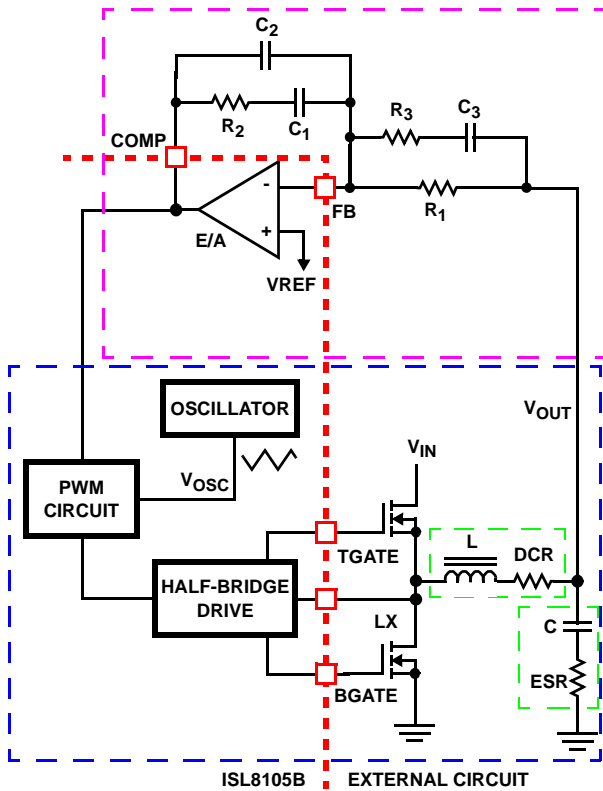 C2
R2
C1
R3
C3
COMP
-
+
E/A
FB
R1
VREF
OSCILLATOR
VOSC
PWM
CIRCUIT
HALF-BRIDGE
DRIVE
VOUT
VIN
TGATE
L
DCR
LX
C
ESR
BGATE
ISL8105B
EXTERNAL CIRCUIT